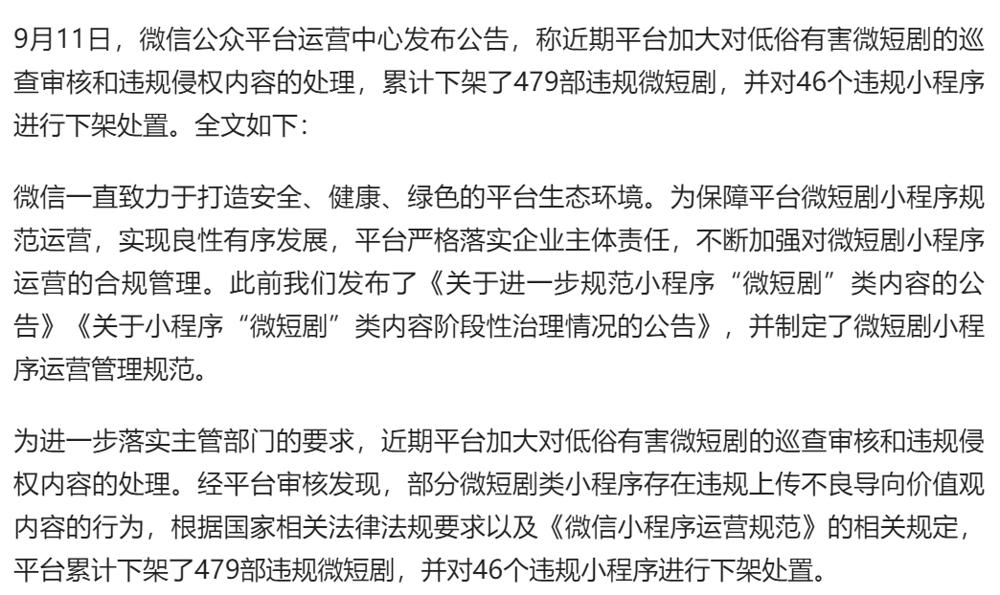 9月11日，微信公众平台运营中心发布公告，称近期平台加大对低俗有害微短剧的巡
查审核和违规侵权内容的处理，累计下架了479部违规微短剧，并对46个违规小程序
进行下架处置。全文如下：
微信一直致力于打造安全、健康、绿色的平台生态环境。为保障平台微短剧小程序规
范运营，实现良性有序发展，平台严格落实企业主体责任，不断加强对微短剧小程序
运营的合规管理。此前我们发布了《关于进一步规范小程序“微短剧”类内容的公
告》《关于小程序“微短剧”类内容阶段性治理情况的公告》，并制定了微短剧小程
序运营管理规范。
为进一步落实主管部门的要求，近期平台加大对低俗有害微短剧的巡查审核和违规侵
权内容的处理。经平台审核发现，部分微短剧类小程序存在违规上传不良导向价值观
内容的行为，根据国家相关法律法规要求以及《微信小程序运营规范》的相关规定，
平台累计下架了479部违规微短剧，并对46个违规小程序进行下架处置。